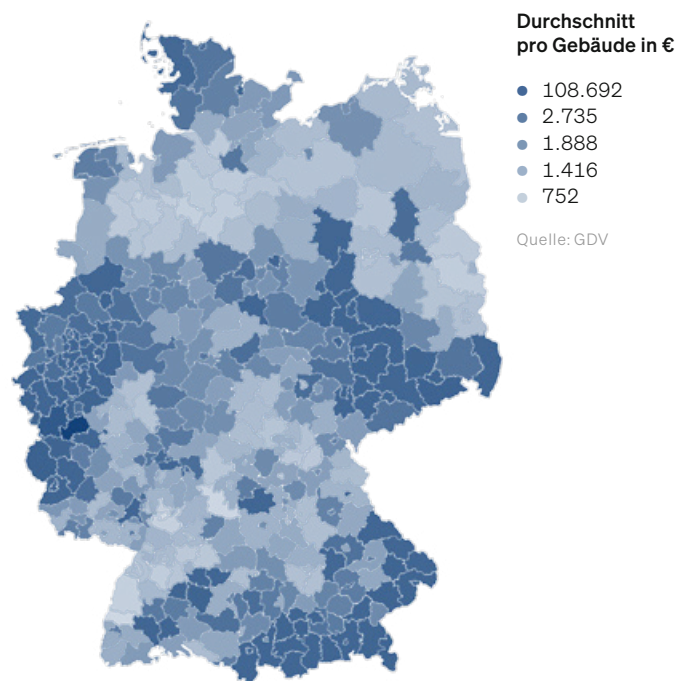 Durchschnitt
pro Gebäude in €
108.692
2.735
1.888
1.416
752
Quelle: GDV